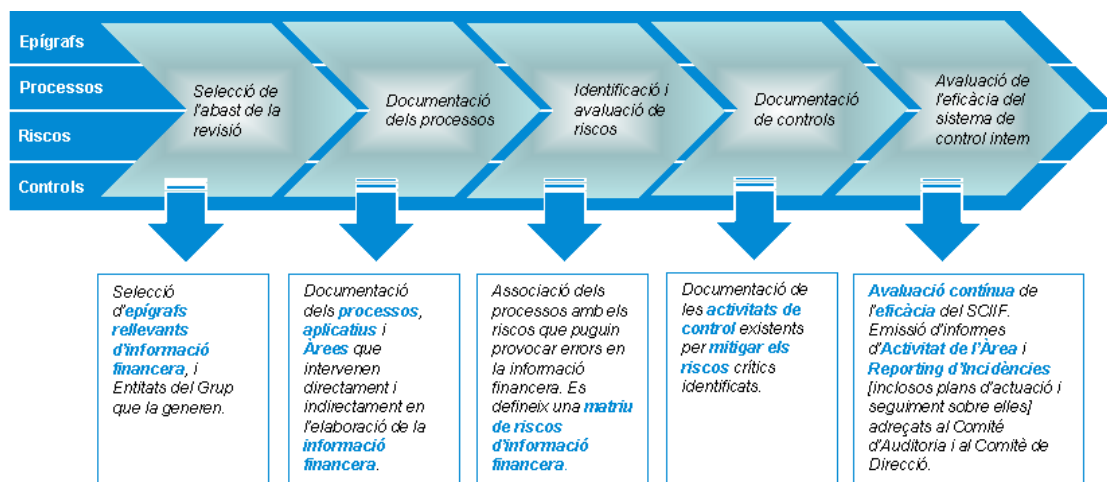 Epígrafs
Processos
Riscos
Controls
Selecció de
l'abast de la
revisió
Documentació
dels processos
Identificació i
avaluació de
riscos
Documentació
de controls
Avaluació de
l'eficàcia del
sistema de
control intern
Selecció
d'epígrafs
rellevants
d'informació
financera, i
Entitats del Grup
que la generen.
Documentació
dels processos,
aplicatius i
Àrees que
intervenen
directament i
indirectament en
l'elaboració de la
informació
financera.
Associació dels
processos amb els
riscos que puguin
provocar errors en
la informació
financera. Es
defineix una matriu
de riscos
d'informació
financera.
Documentació de
les activitats de
control existents
per mitigar els
riscos crítics
identificats.
Avaluació contínua de
l'eficàcia del SCIIF.
Emissió d'informes
d'Activitat de l'Àrea i
Reporting d'Incidències
[inclosos plans d'actuació i
seguiment sobre elles]
adreçats al Comité
d'Auditoria i al Comitè de
Direcció.